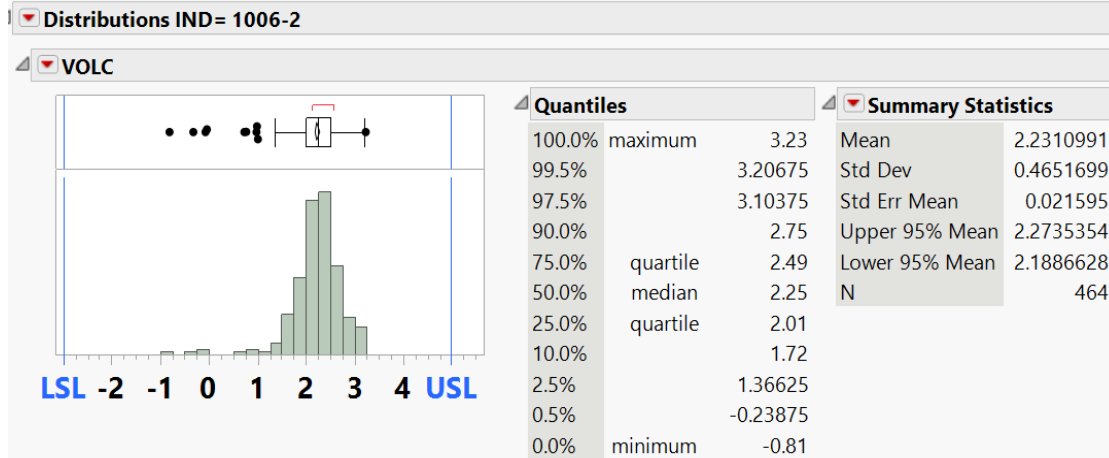 Distributions IND= 1006-2
VOLC
LSL -2 -1 0 1 2 3 4 USL
Quantiles
100.0% maximum 3.23
99.5% 3.20675
97.5% 3.10375
90.0% 2.75
75.0% quartile 2.49
50.0% median 2.25
25.0% quartile 2.01
10.0% 1.72
2.5% 1.36625
0.5% -0.23875
0.0% minimum -0.81
Summary Statistics
Mean 2.2310991
Std Dev 0.4651699
Std Err Mean 0.021595
Upper 95% Mean 2.2735354
Lower 95% Mean 2.1886628
N 464